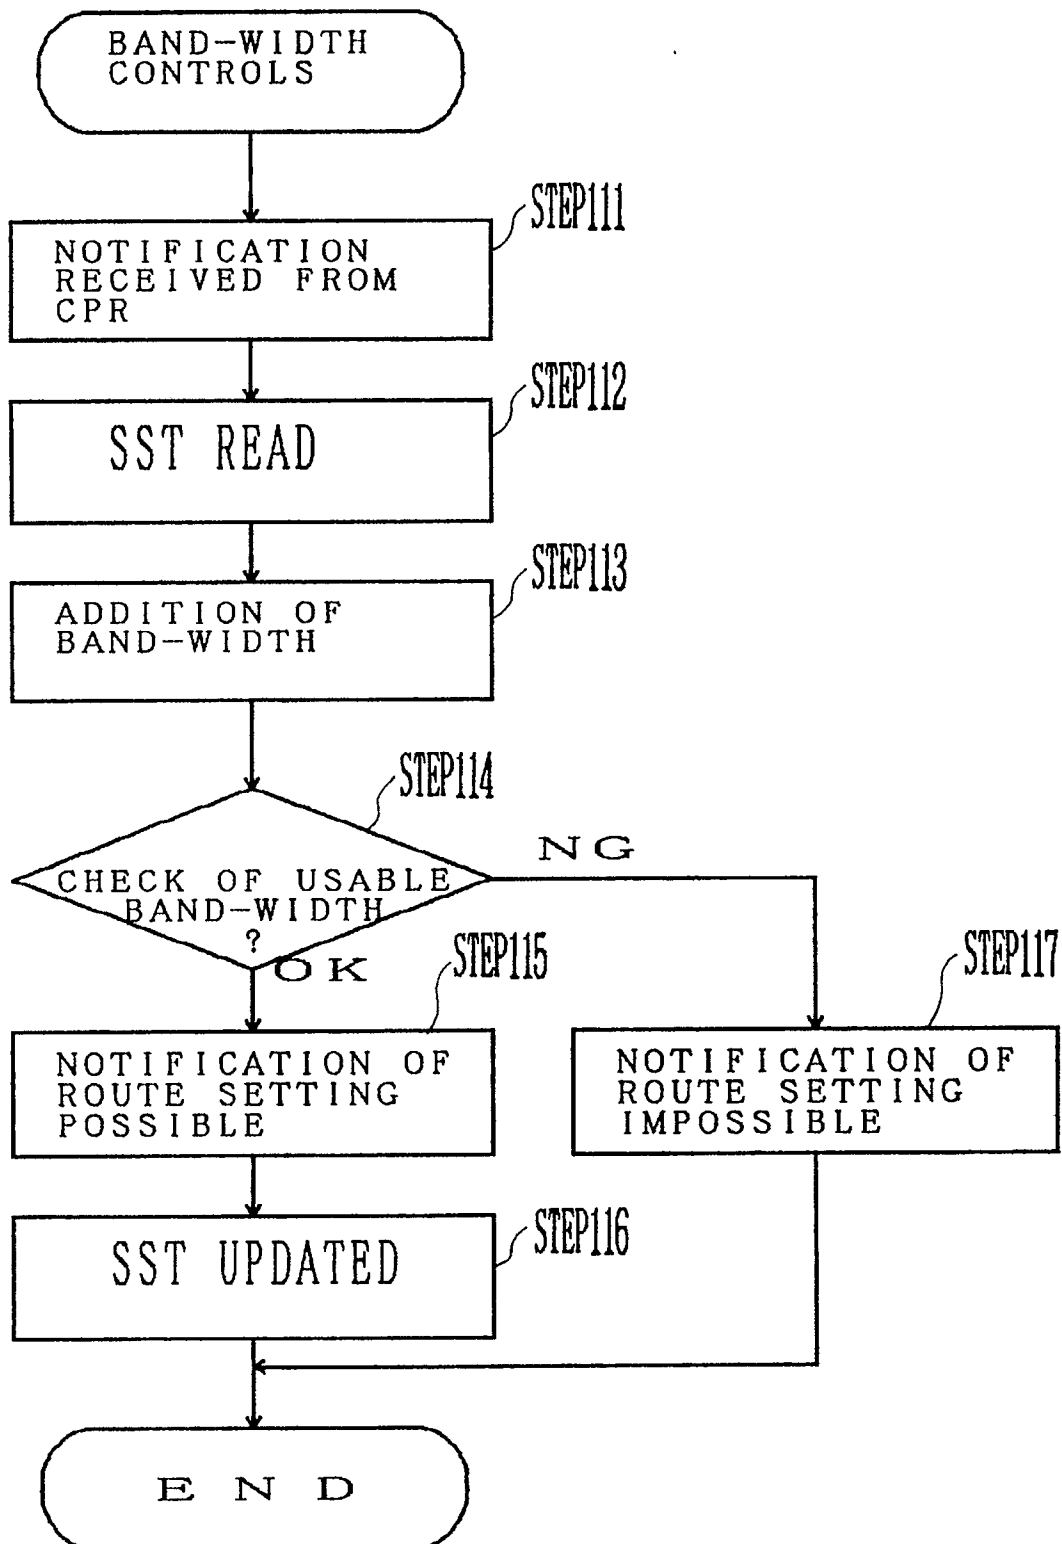 BAND-WIDTH
CONTROLS
STEP111
NOTIFICATION
RECEIVED FROM
CPR
STEP112
SST READ
STEP113
ADDITION OF
BAND-WIDTH
STEP114
CHECK OF USABLE
BAND-WIDTH
?
NG
OK
STEP115
NOTIFICATION OF
ROUTE SETTING
POSSIBLE
STEP117
NOTIFICATION OF
ROUTE SETTING
IMPOSSIBLE
STEP116
SST UPDATED
END